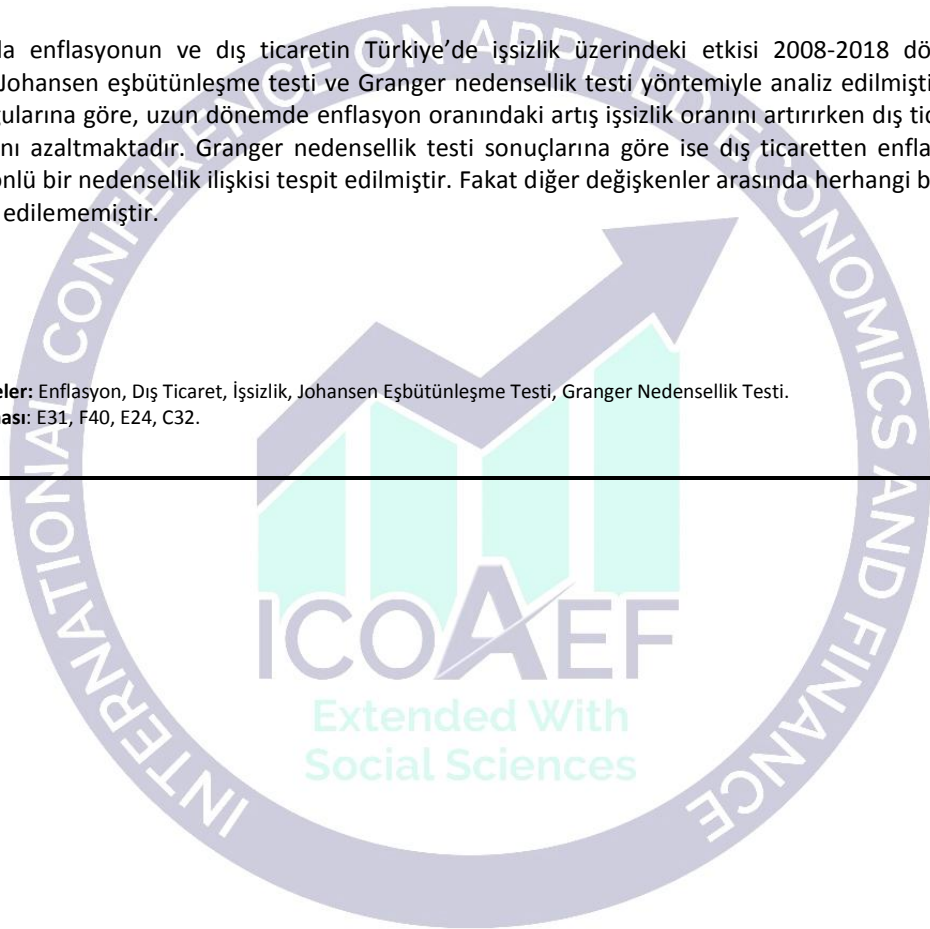 la enflasyonun ve dış ticaretin Türkiye’de işsizlik üzerindeki etkisi 2008-2018 dö
Johansen eşbütünleşme testi ve Granger nedensellik testi yöntemiyle analiz edilmişti
gularına göre, uzun dönemde enflasyon oranındaki artış işsizlik oranını artırırken dış tic
nı azaltmaktadır. Granger nedensellik testi sonuçlarına göre ise dış ticaretten enfla
önlü bir nedensellik ilişkisi tespit edilmiştir. Fakat diğer değişkenler arasında herhangi b
edilememiştir.
eler: Enflasyon, Dış Ticaret, İşsizlik, Johansen Eşbütünleşme Testi, Granger Nedensellik Testi.
ası: E31, F40, E24, C32.
INTERNATIONAL CONFERENCE ON APPLIED ECONOMICS AND FINANCE
ICOAEF
Extended With
Social Sciences